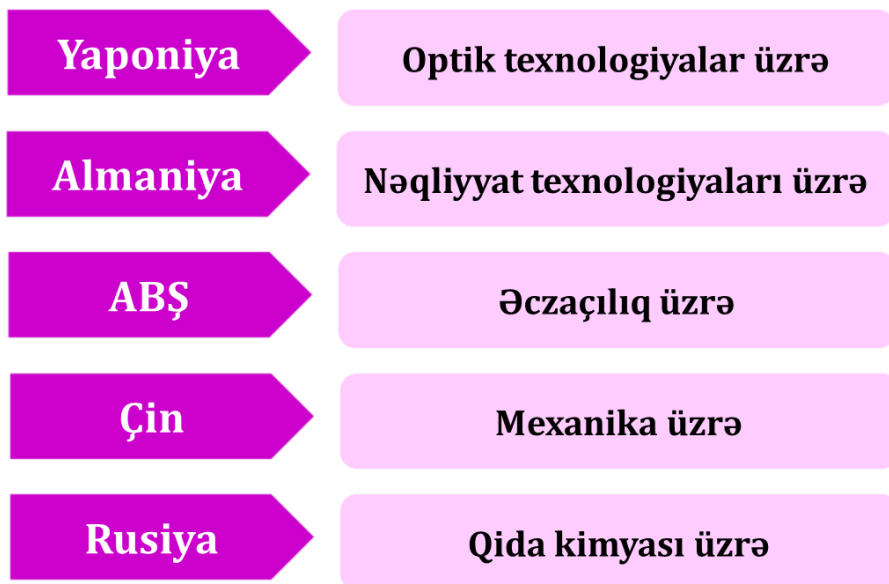 Yaponiya
Optik texnologiyalar üzrə
Almaniya
Nəqliyyat texnologiyaları üzrə
ABŞ
Əczaçılıq üzrə
Çin
Mexanika üzrə
Rusiya
Qida kimyası üzrə